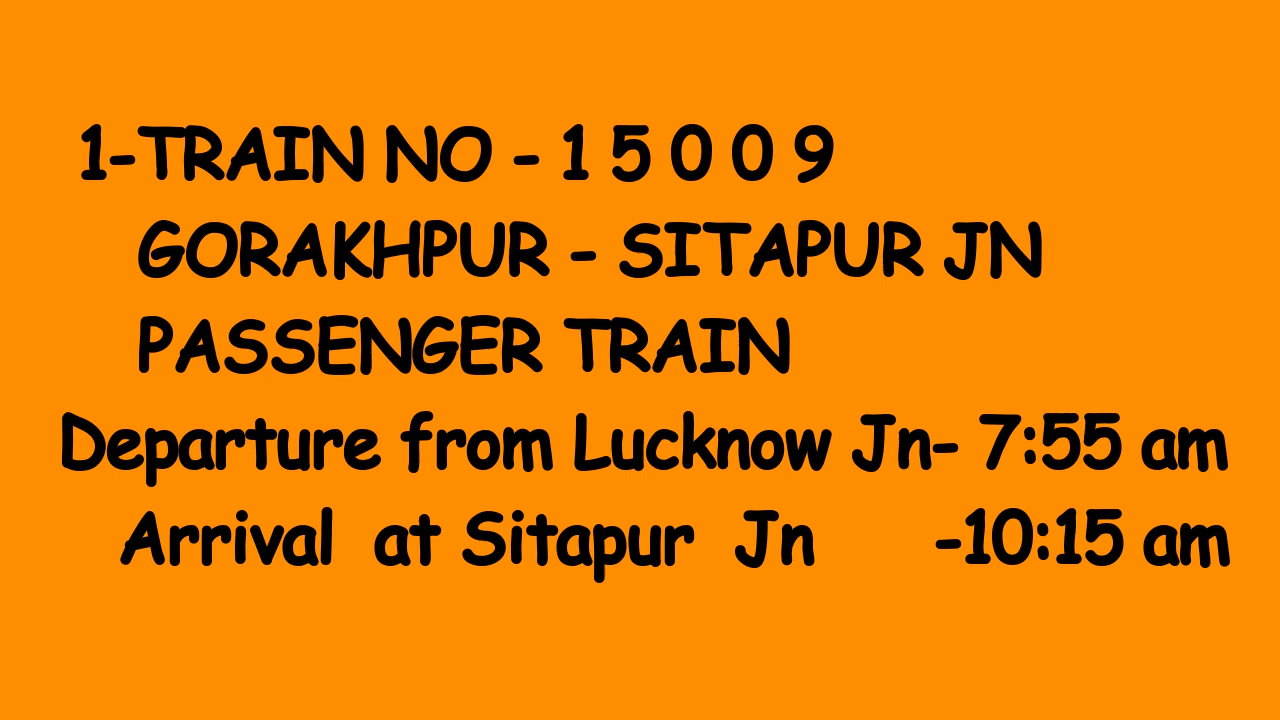 1-TRAIN NO - 1 5 0 0 9
GORAKHPUR - SITAPUR JN
PASSENGER TRAIN
Departure from Lucknow Jn- 7:55 am
Arrival at Sitapur Jn -10:15 am